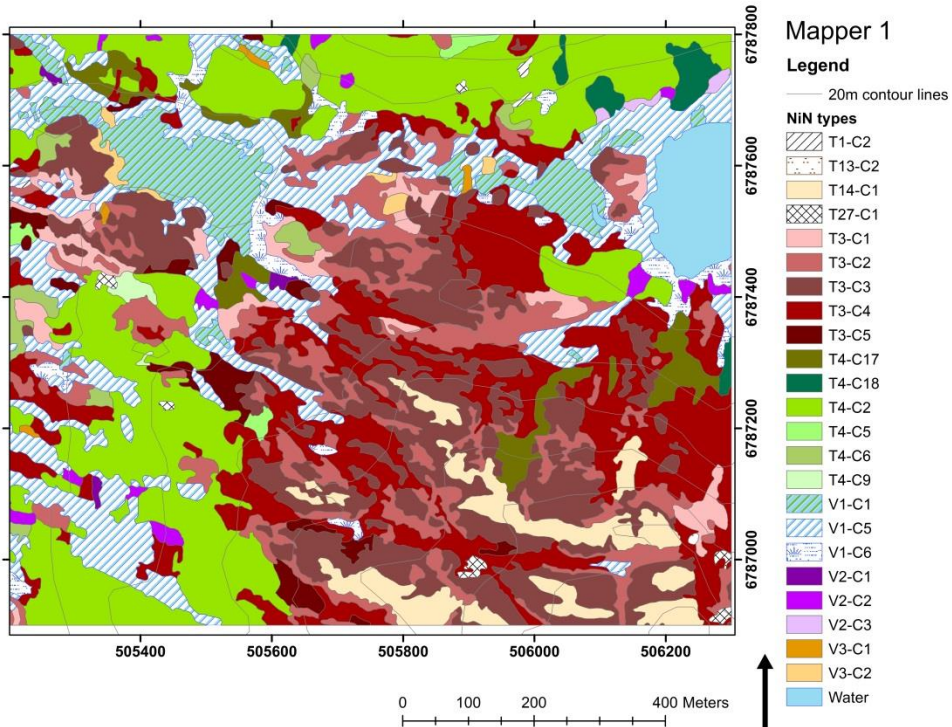 Mapper 1
Legend
20m contour lines
NiN types
T1-C2
T13-C2
T14-C1
T27-C1
T3-C1
T3-C2
T3-C3
T3-C4
T3-C5
T4-C17
T4-C18
T4-C2
T4-C5
T4-C6
T4-C9
V1-C1
V1-C5
V1-C6
V2-C1
V2-C2
V2-C3
V3-C1
V3-C2
Water
6787800
6787600
6787400
6787200
6787000
505400 505600 505800 506000 506200
0 100 200 400 Meters